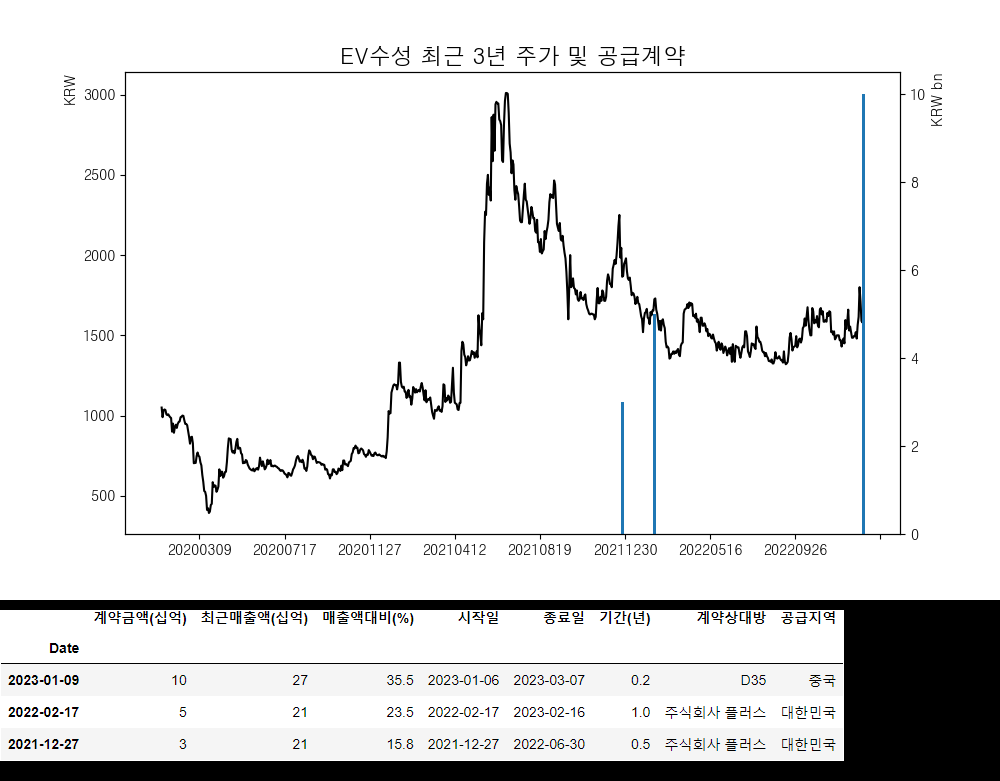 EV수성 최근 3년 주가 및 공급계약
KRW
KRW bn
3000
2500
2000
1500
1000
500
10
8
6
4
2
0
20200309 20200717 20201127 20210412 20210819 20211230 20220516 20220926
계약금액(십억) 최근매출액(십억) 매출액대비(%) 시작일 종료일 기간(년) 계약상대방 공급지역
Date
2023-01-09 10 27 35.5 2023-01-06 2023-03-07 0.2 D35 중국
2022-02-17 5 21 23.5 2022-02-17 2023-02-16 1.0 주식회사 플러스 대한민국
2021-12-27 3 21 15.8 2021-12-27 2022-06-30 0.5 주식회사 플러스 대한민국